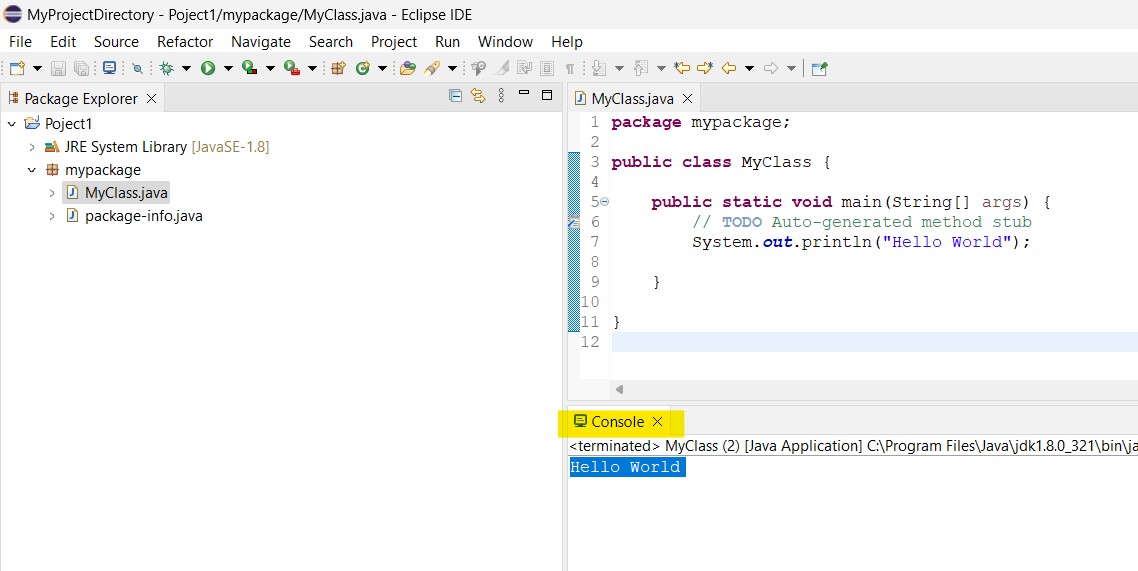 MyProjectDirectory - Poject1/mypackage/MyClass.java - Eclipse IDE
File Edit Source Refactor Navigate Search Project Run Window Help
Package Explorer
Poject1
JRE System Library [JavaSE-1.8]
mypackage
MyClass.java
package-info.java
MyClass.java
1 package mypackage;
2
3 public class MyClass {
4
5 public static void main(String[] args) {
6 // TODO Auto-generated method stub
7 System.out.println("Hello World");
8
9 }
10
11 }
12
Console
<terminated> MyClass (2) [Java Application] C:\Program Files\Java\jdk1.8.0_321\bin\ja
Hello World